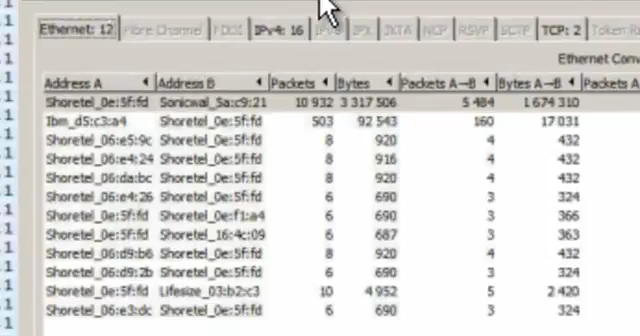 Ethernet: 12 Fibre Channel FDDI IPv4: 16 IPv6 IPX JXTA NCP RSVP SCTP TCP: 2 Token R
Ethernet Conv
Address A Address B Packets Bytes Packets A→B Bytes A→B Packets A
Shoretel_0e:5f:fd Sonicwal_5a:c9:21 10 932 3 317 506 5 484 1 674 310
Ibm_d5:c3:a4 Shoretel_0e:5f:fd 503 92 543 160 17 031
Shoretel_06:e5:9c Shoretel_0e:5f:fd 8 920 4 432
Shoretel_06:e4:24 Shoretel_0e:5f:fd 8 916 4 432
Shoretel_06:da:bc Shoretel_0e:5f:fd 8 920 4 432
Shoretel_06:e4:26 Shoretel_0e:5f:fd 6 690 3 324
Shoretel_0e:5f:fd Shoretel_0e:f1:a4 6 690 3 366
Shoretel_0e:5f:fd Shoretel_16:4c:09 6 687 3 363
Shoretel_06:d9:b6 Shoretel_0e:5f:fd 8 920 4 432
Shoretel_06:d9:2b Shoretel_0e:5f:fd 6 690 3 324
Shoretel_0e:5f:fd Lifesize_03:b2:c3 10 4 952 5 2 420
Shoretel_06:e3:dc Shoretel_0e:5f:fd 6 690 3 324